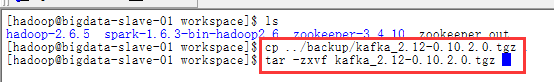 [hadoop@bigdata-slave-01 workspace]$ ls
hadoop-2.6.5  spark-1.6.3-bin-hadoop2.6  zookeeper-3.4.10  zookeeper.out
[hadoop@bigdata-slave-01 workspace]$ cp ../backup/kafka_2.12-0.10.2.0.tgz .
[hadoop@bigdata-slave-01 workspace]$ tar -zxvf kafka_2.12-0.10.2.0.tgz